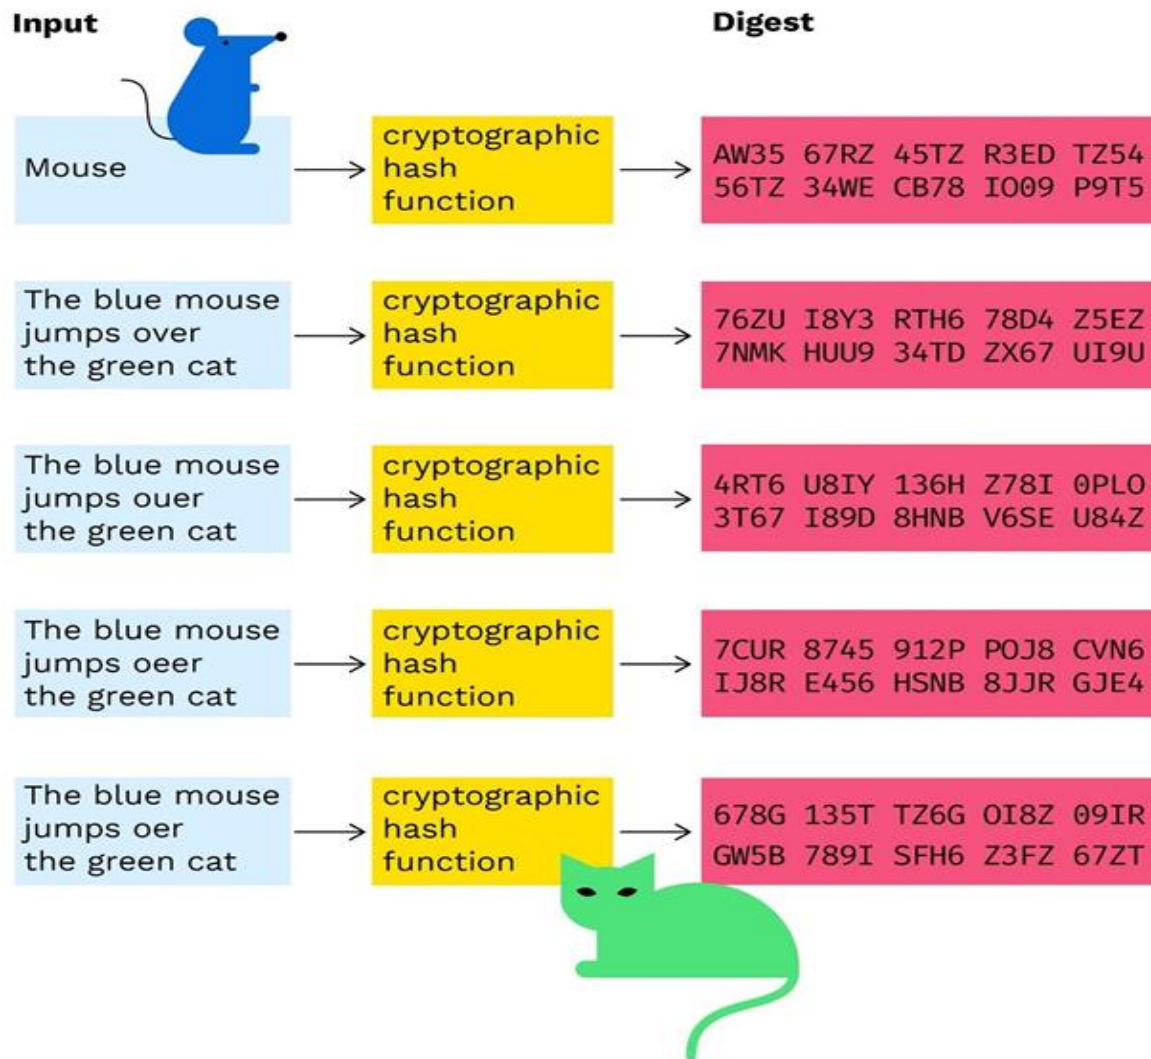 Input
Digest
Mouse
cryptographic
hash
function
AW35 67RZ 45TZ R3ED TZ54
56TZ 34WE CB78 IO09 P9T5
The blue mouse
jumps over
the green cat
cryptographic
hash
function
76ZU I8Y3 RTH6 78D4 Z5EZ
7NMK HUU9 34TD ZX67 UI9U
The blue mouse
jumps ouer
the green cat
cryptographic
hash
function
4RT6 U8IY 136H Z78I 0PLO
3T67 I89D 8HNB V6SE U84Z
The blue mouse
jumps oeer
the green cat
cryptographic
hash
function
7CUR 8745 912P POJ8 CVN6
IJ8R E456 HSNB 8JJR GJE4
The blue mouse
jumps oer
the green cat
cryptographic
hash
function
678G 135T TZ6G OI8Z 09IR
GW5B 789I SFH6 Z3FZ 67ZT